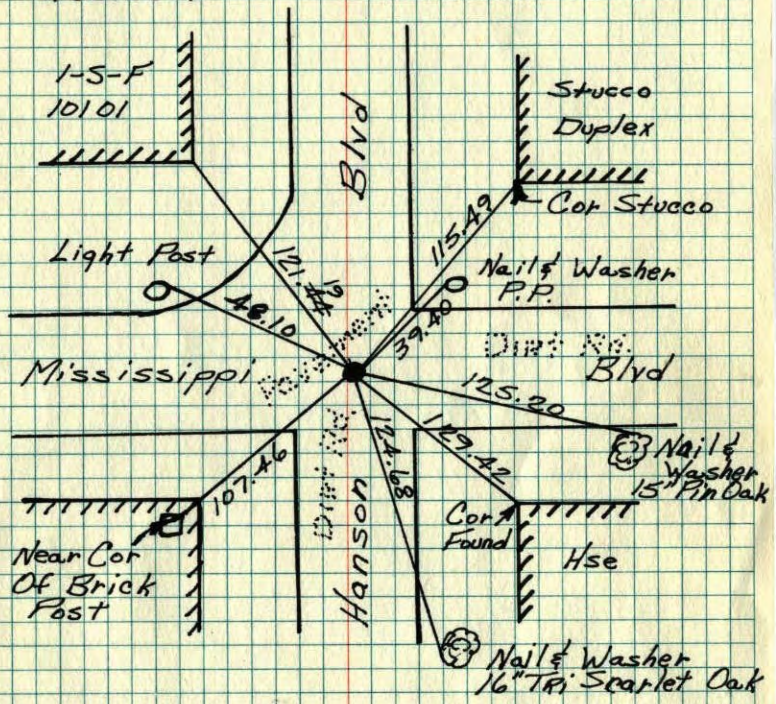 1-S-F
10101
Blvd
Stucco
Duplex
Cor Stucco
115.49
Light Post
121.44
19
Nail & Washer
P.P.
48.10
39.40
Pavement
Dirt Rd.
Mississippi
Blvd
125.20
107.46
124.68
129.42
Dirt Rd
Hanson
Nail &
Washer
15" Pin Oak
Cor
Found
Hse
Near Cor
Of Brick
Post
Nail & Washer
16" Tri Scarlet Oak